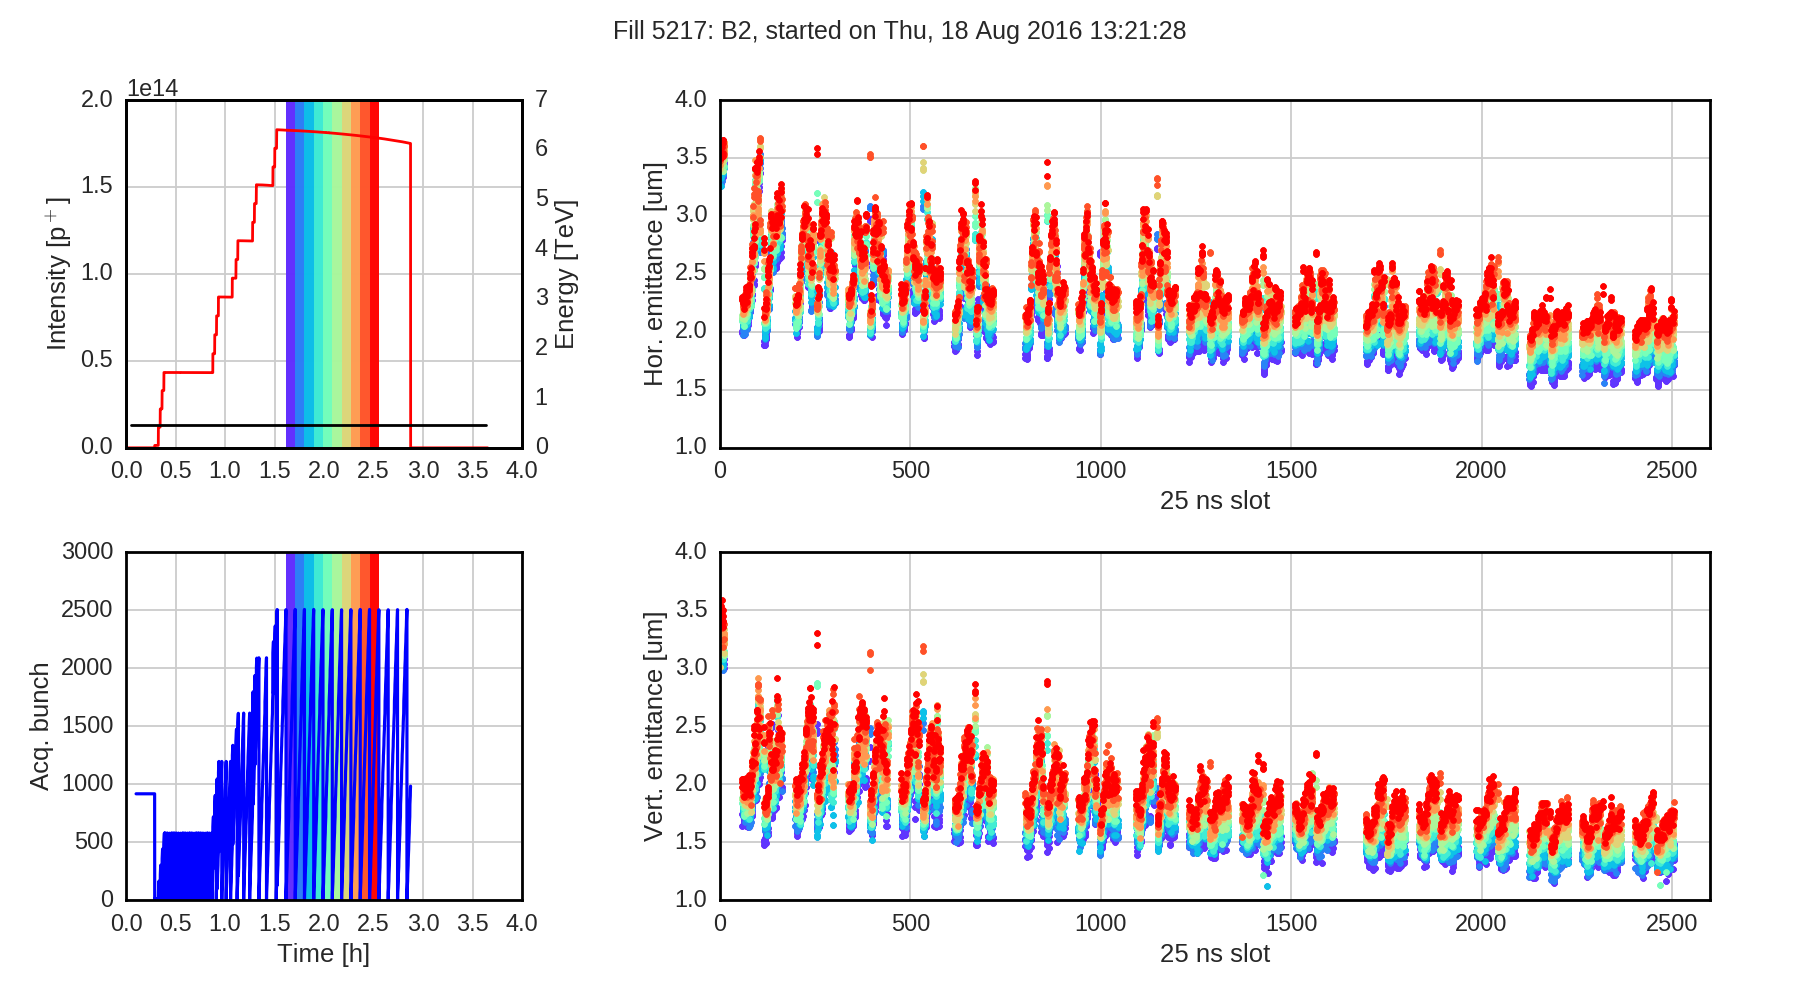 Fill 5217: B2, started on Thu, 18 Aug 2016 13:21:28
1e14
2.0
1.5
1.0
0.5
0.0
Intensity [p⁺]
7
6
5
4
3
2
1
0
Energy [TeV]
0.0 0.5 1.0 1.5 2.0 2.5 3.0 3.5 4.0
4.0
3.5
3.0
2.5
2.0
1.5
1.0
Hor. emittance [um]
0 500 1000 1500 2000 2500
25 ns slot
3000
2500
2000
1500
1000
500
0
Acq. bunch
0.0 0.5 1.0 1.5 2.0 2.5 3.0 3.5 4.0
Time [h]
4.0
3.5
3.0
2.5
2.0
1.5
1.0
Vert. emittance [um]
0 500 1000 1500 2000 2500
25 ns slot